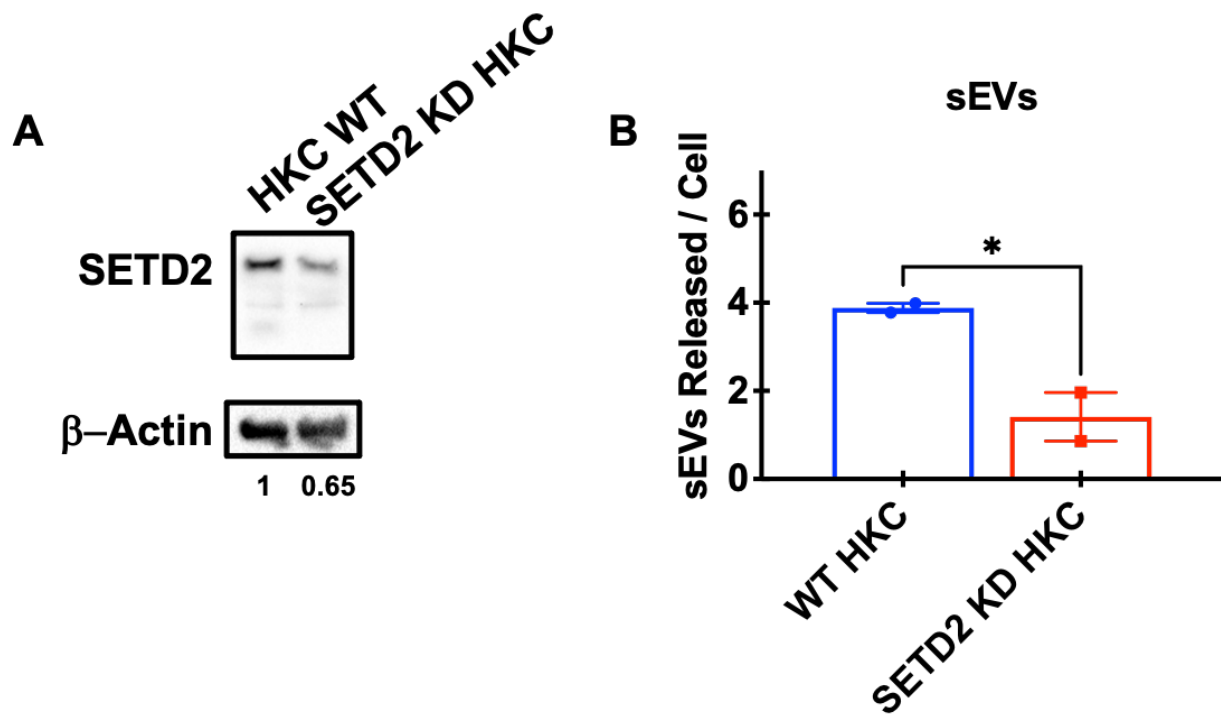 A
HKC WT
SETD2 KD HKC
SETD2
β–Actin
1 0.65
B
sEVs
sEVs Released / Cell
6
4
2
0
*
WT HKC
SETD2 KD HKC